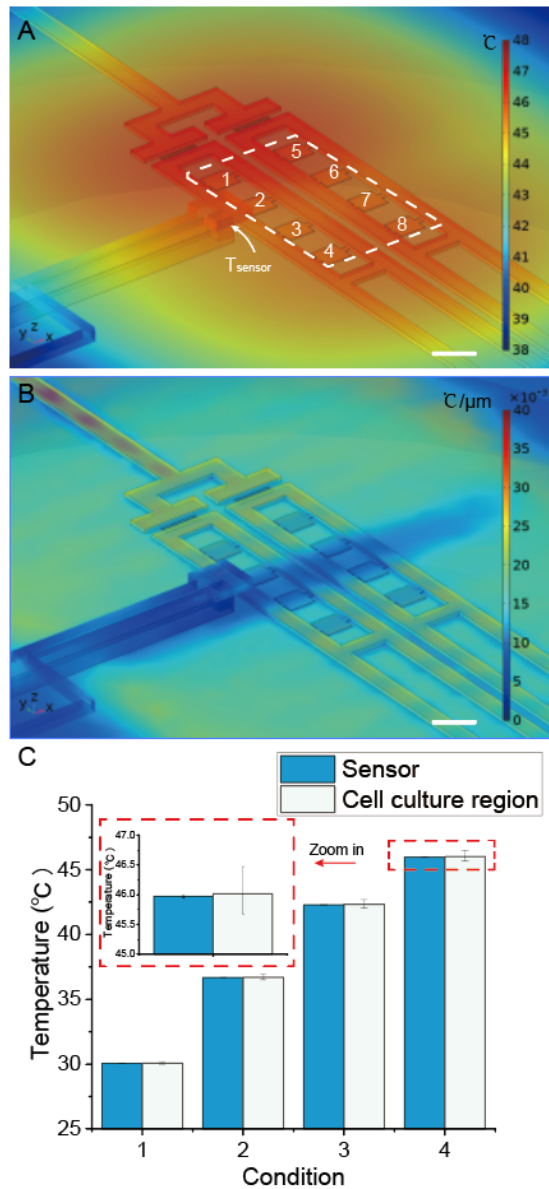 A
℃
48
47
46
45
44
43
42
41
40
39
38
5
6
7
8
1
2
3
4
Tsensor
y z x
B
℃/μm
×10⁻³
40
35
30
25
20
15
10
5
0
y z x
C
Sensor
Cell culture region
Temperature (°C)
50
45
40
35
30
25
Temperature (°C)
47.0
46.5
46.0
45.5
45.0
Zoom in
1 2 3 4
Condition